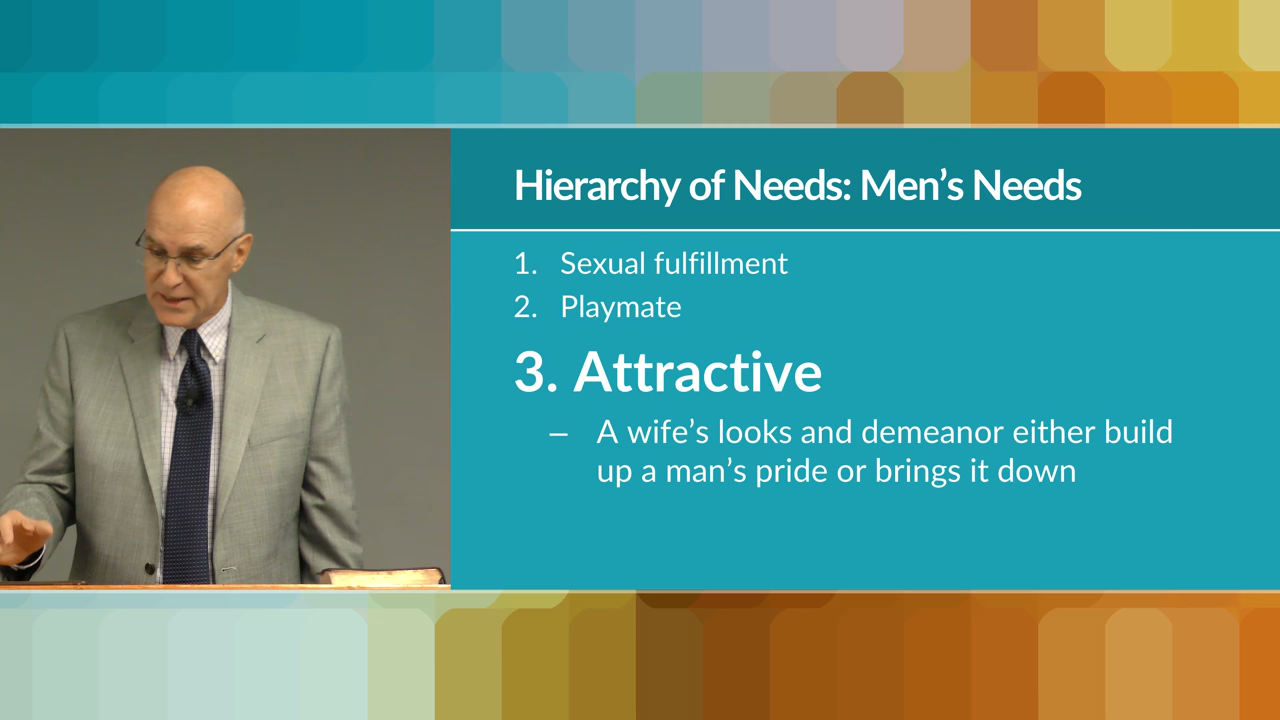 Hierarchy of Needs: Men’s Needs
1. Sexual fulfillment
2. Playmate
3. Attractive
– A wife’s looks and demeanor either build
up a man’s pride or brings it down